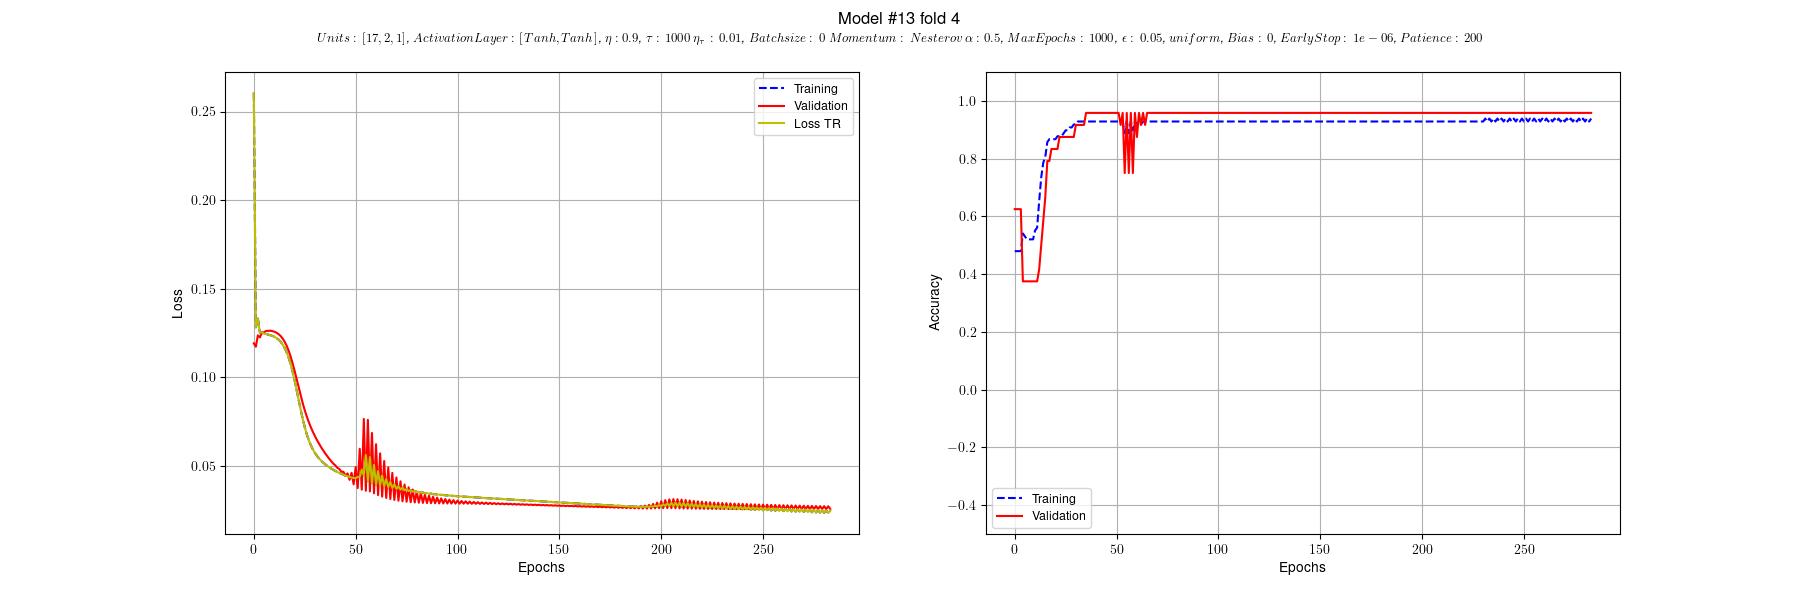 Model #13 fold 4
Units : [17, 2, 1], ActivationLayer : [Tanh, Tanh], η : 0.9, τ : 1000 ητ : 0.01, Batchsize : 0 Momentum : Nesterov α : 0.5, MaxEpochs : 1000, ϵ : 0.05, uniform, Bias : 0, EarlyStop : 1e − 06, Patience : 200
Training
Validation
Loss TR
0.25
0.20
0.15
0.10
0.05
Loss
0 50 100 150 200 250
Epochs
1.0
0.8
0.6
0.4
0.2
0.0
−0.2
−0.4
Accuracy
Training
Validation
0 50 100 150 200 250
Epochs